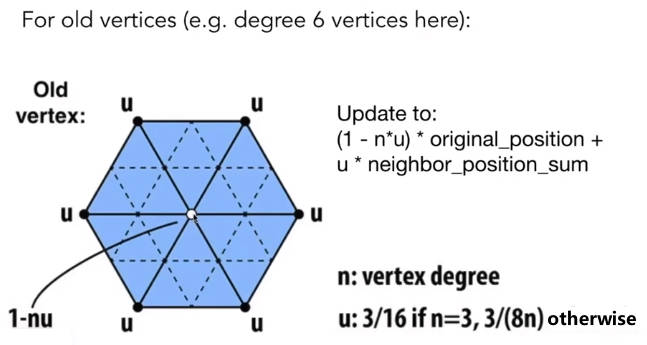 For old vertices (e.g. degree 6 vertices here):
Old
vertex:
u
u
Update to:
(1 - n*u) * original_position +
u * neighbor_position_sum
u
u
n: vertex degree
1-nu
u
u
u: 3/16 if n=3, 3/(8n) otherwise